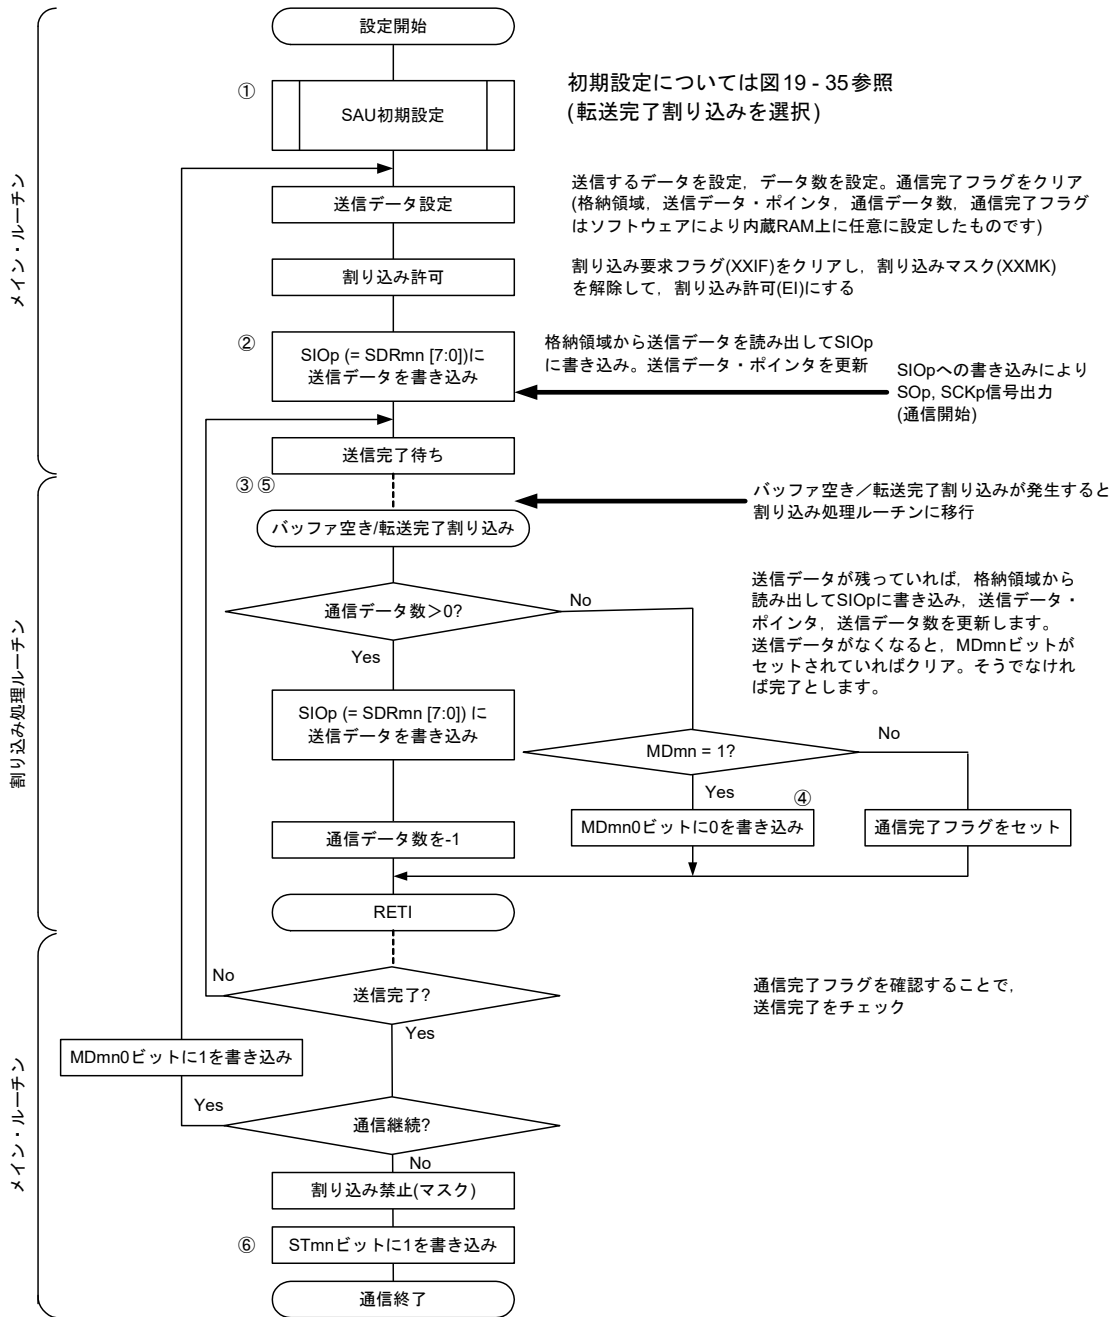 設定開始
①
SAU初期設定
初期設定については図19 - 35参照
(転送完了割り込みを選択)
メイン・ルーチン
送信データ設定
送信するデータを設定，データ数を設定。通信完了フラグをクリア
(格納領域，送信データ・ポインタ，通信データ数，通信完了フラグ
はソフトウェアにより内蔵RAM上に任意に設定したものです)
割り込み許可
割り込み要求フラグ(XXIF)をクリアし，割り込みマスク(XXMK)
を解除して，割り込み許可(EI)にする
②
SIOp (= SDRmn [7:0])に
送信データを書き込み
格納領域から送信データを読み出してSIOp
に書き込み。送信データ・ポインタを更新
SIOpへの書き込みにより
SOp, SCKp信号出力
(通信開始)
送信完了待ち
③⑤
バッファ空き／転送完了割り込みが発生すると
割り込み処理ルーチンに移行
バッファ空き/転送完了割り込み
割り込み処理ルーチン
通信データ数＞0?
No
Yes
送信データが残っていれば，格納領域から
読み出してSIOpに書き込み，送信データ・
ポインタ，送信データ数を更新します。
送信データがなくなると，MDmnビットが
セットされていればクリア。そうでなけれ
ば完了とします。
SIOp (= SDRmn [7:0]) に
送信データを書き込み
MDmn = 1?
No
Yes
④
通信データ数を-1
MDmn0ビットに0を書き込み
通信完了フラグをセット
RETI
メイン・ルーチン
No
送信完了?
Yes
通信完了フラグを確認することで，
送信完了をチェック
MDmn0ビットに1を書き込み
Yes
通信継続?
No
割り込み禁止(マスク)
⑥
STmnビットに1を書き込み
通信終了